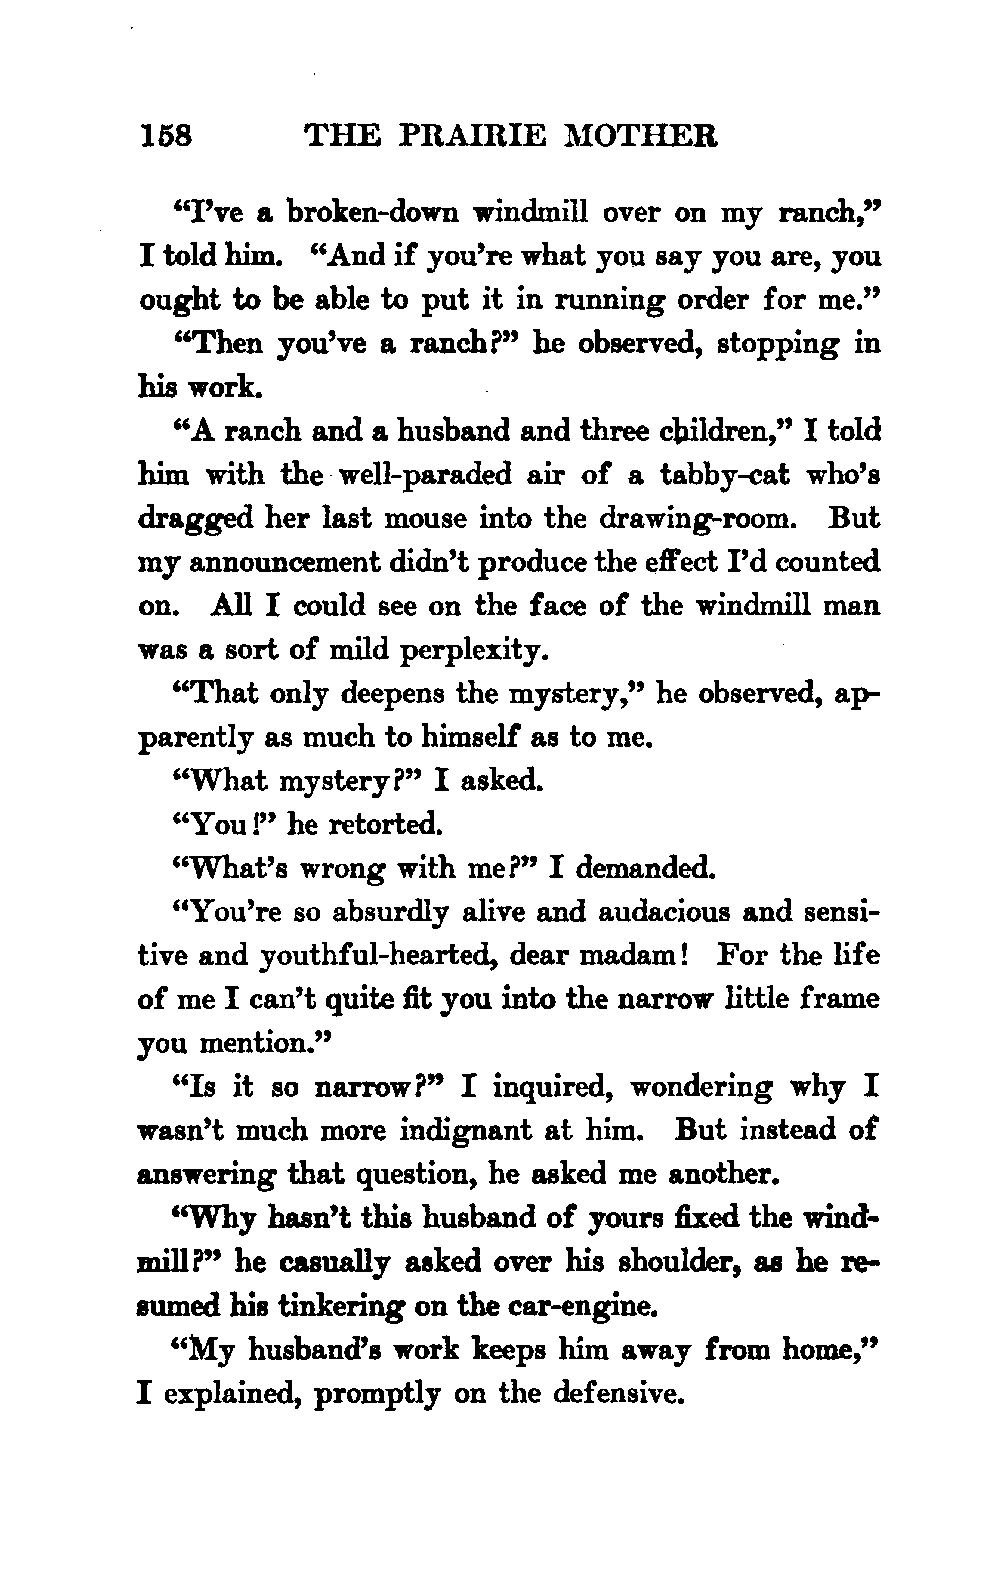 158 THE PRAIRIE MOTHER
“I’ve a broken-down windmill over on my ranch,”
I told him. “And if you’re what you say you are, you
ought to be able to put it in running order for me.”
“Then you’ve a ranch?” he observed, stopping in
his work.
“A ranch and a husband and three children,” I told
him with the well-paraded air of a tabby-cat who’s
dragged her last mouse into the drawing-room. But
my announcement didn’t produce the effect I’d counted
on. All I could see on the face of the windmill man
was a sort of mild perplexity.
“That only deepens the mystery,” he observed, ap-
parently as much to himself as to me.
“What mystery?” I asked.
“You!” he retorted.
“What’s wrong with me?” I demanded.
“You’re so absurdly alive and audacious and sensi-
tive and youthful-hearted, dear madam! For the life
of me I can’t quite fit you into the narrow little frame
you mention.”
“Is it so narrow?” I inquired, wondering why I
wasn’t much more indignant at him. But instead of
answering that question, he asked me another.
“Why hasn’t this husband of yours fixed the wind-
mill?” he casually asked over his shoulder, as he re-
sumed his tinkering on the car-engine.
“My husband’s work keeps him away from home,”
I explained, promptly on the defensive.